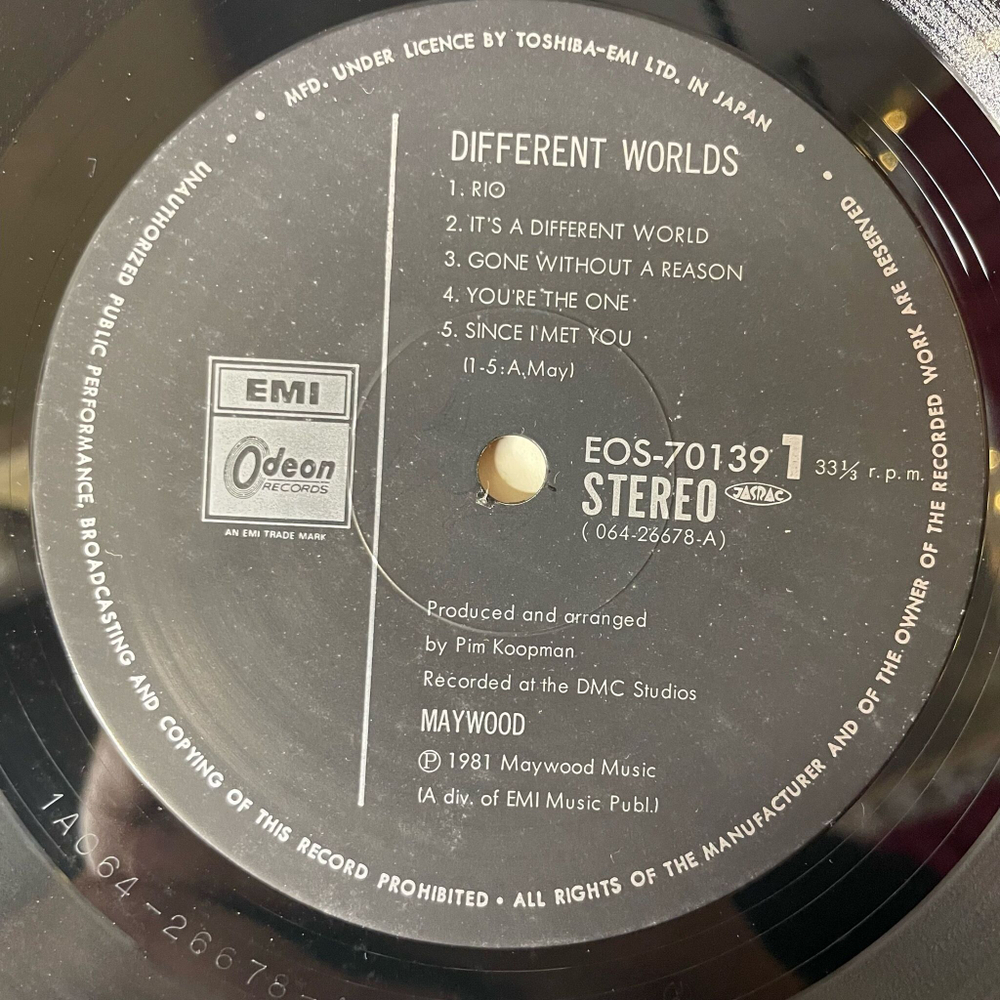 MFD. UNDER LICENCE BY TOSHIBA-EMI LTD. IN JAPAN
DIFFERENT WORLDS
1. RIO
2. IT'S A DIFFERENT WORLD
3. GONE WITHOUT A REASON
4. YOU'RE THE ONE
5. SINCE I MET YOU
(1-5:A.May)
EMI
Odeon
RECORDS
AN EMI TRADE MARK
EOS-70139 1 33⅓ r.p.m.
STEREO JASRAC
( 064-26678-A)
Produced and arranged
by Pim Koopman
Recorded at the DMC Studios
MAYWOOD
℗ 1981 Maywood Music
(A div. of EMI Music Publ.)
UNAUTHORIZED PUBLIC PERFORMANCE, BROADCASTING AND COPYING OF THIS RECORD PROHIBITED • ALL RIGHTS OF THE MANUFACTURER AND OF THE OWNER OF THE RECORDED WORK ARE RESERVED
1A064-26678-